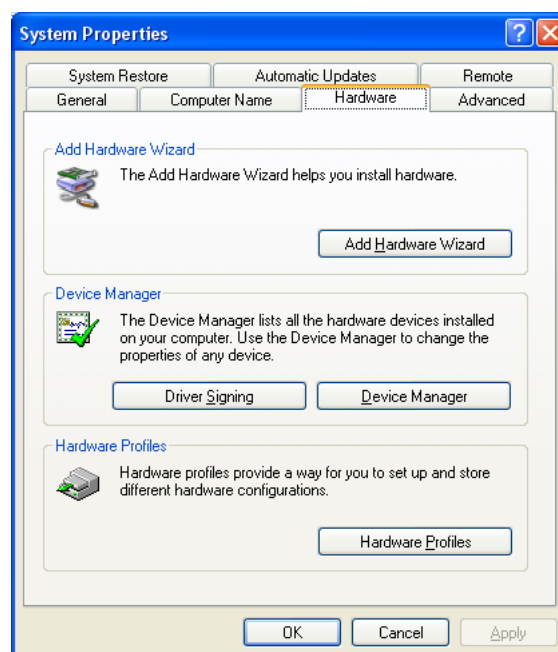 System Properties
System Restore Automatic Updates Remote
General Computer Name Hardware Advanced
Add Hardware Wizard
The Add Hardware Wizard helps you install hardware.
Add Hardware Wizard
Device Manager
The Device Manager lists all the hardware devices installed
on your computer. Use the Device Manager to change the
properties of any device.
Driver Signing Device Manager
Hardware Profiles
Hardware profiles provide a way for you to set up and store
different hardware configurations.
Hardware Profiles
OK Cancel Apply